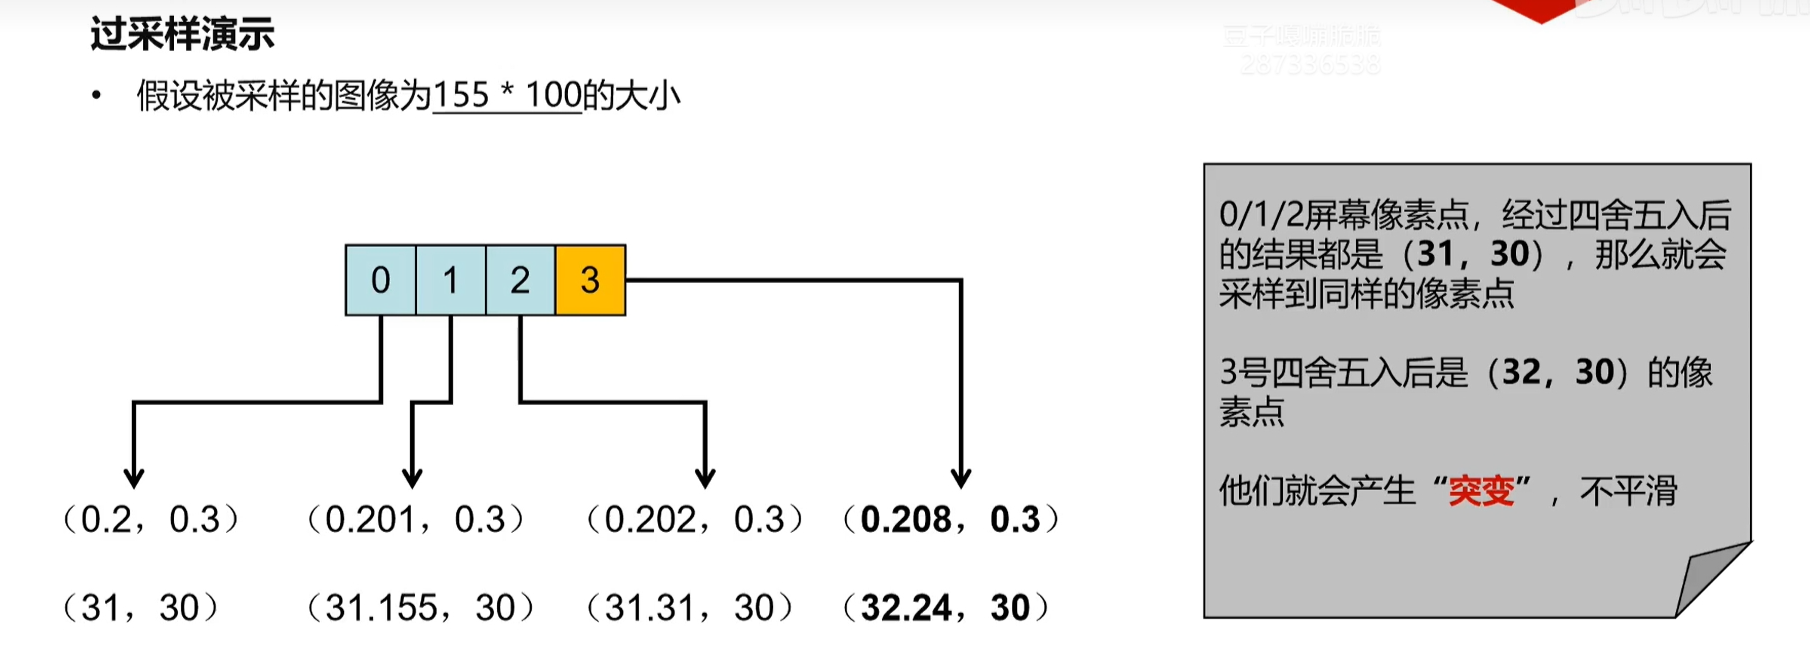 过采样演示
• 假设被采样的图像为155 * 100的大小
287336538
0 1 2 3
（0.2，0.3） （0.201，0.3） （0.202，0.3） （0.208，0.3）
（31，30） （31.155，30） （31.31，30） （32.24，30）
0/1/2屏幕像素点，经过四舍五入后
的结果都是（31，30），那么就会
采样到同样的像素点
3号四舍五入后是（32，30）的像
素点
他们就会产生“突变”，不平滑